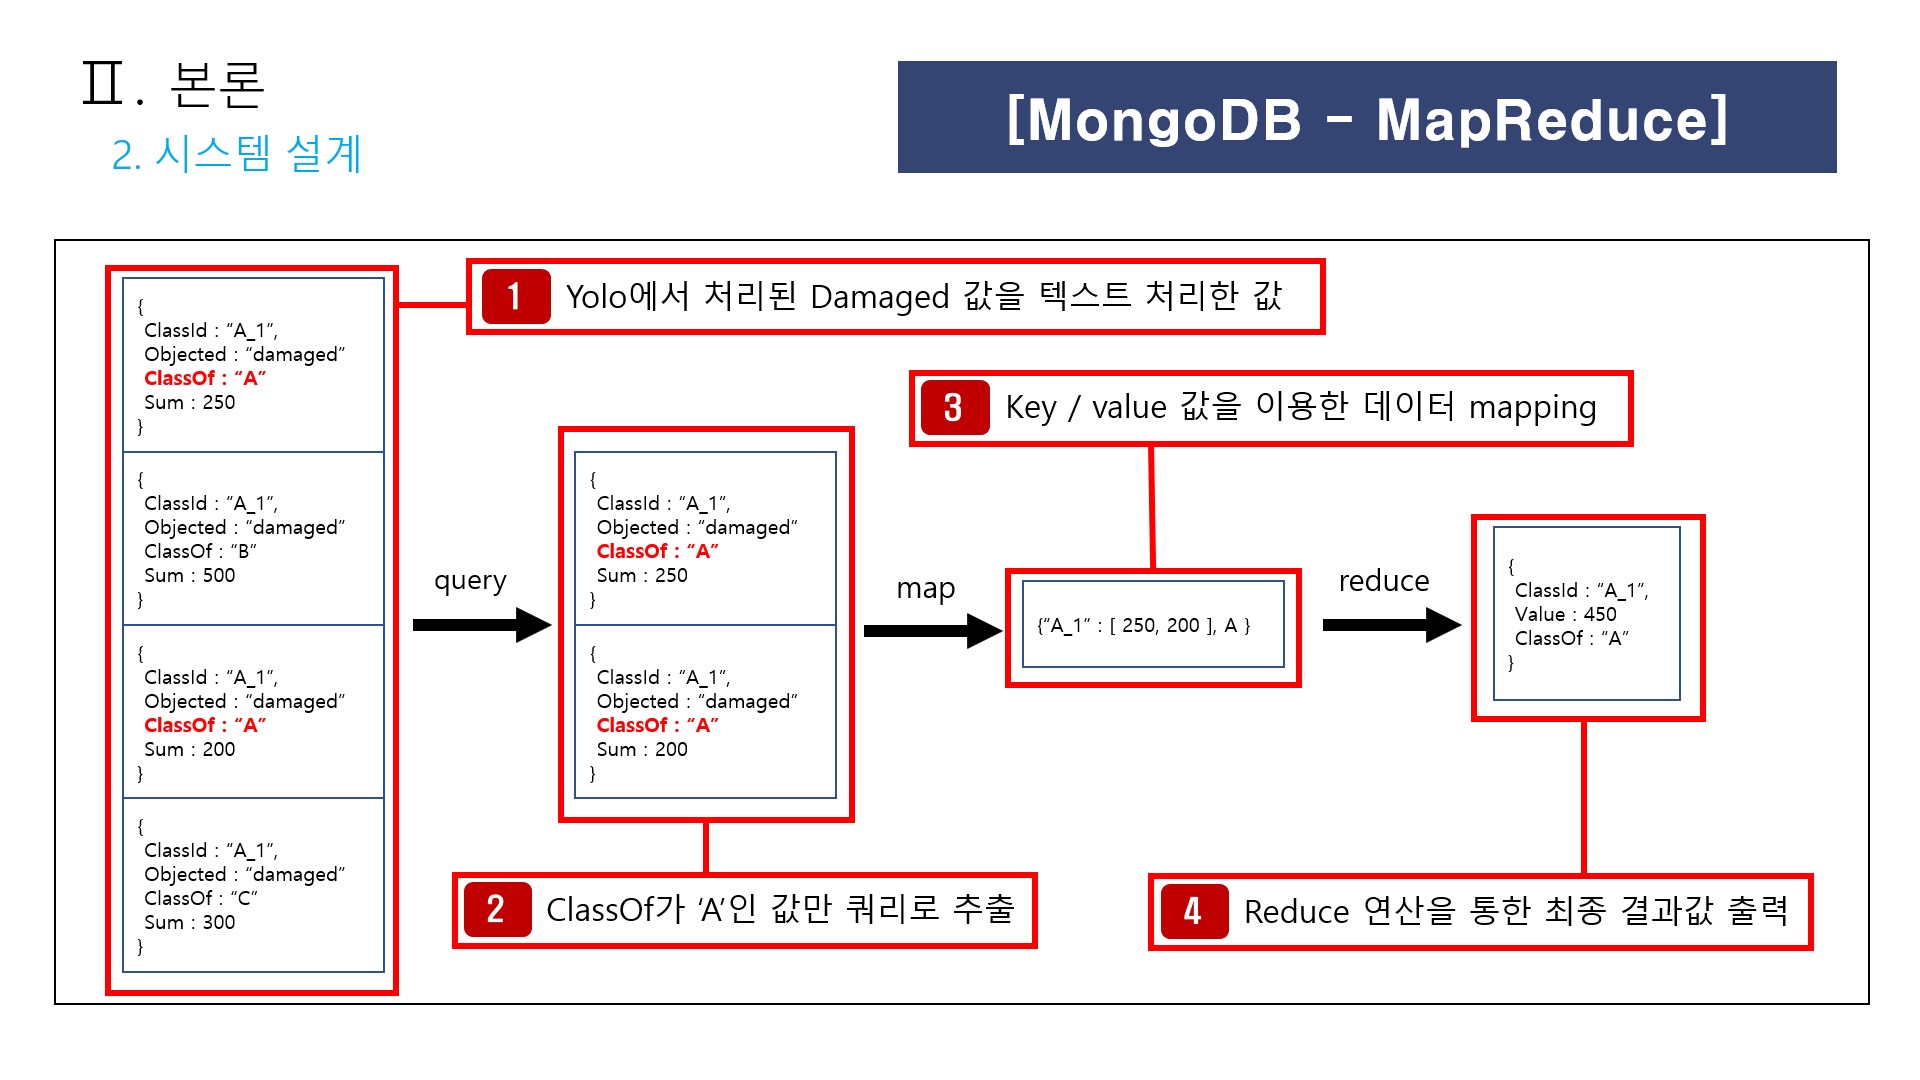 Ⅱ. 본론
2. 시스템 설계
[MongoDB - MapReduce]
1 Yolo에서 처리된 Damaged 값을 텍스트 처리한 값
{
ClassId : “A_1”,
Objected : “damaged”
ClassOf : “A”
Sum : 250
}
{
ClassId : “A_1”,
Objected : “damaged”
ClassOf : “B”
Sum : 500
}
{
ClassId : “A_1”,
Objected : “damaged”
ClassOf : “A”
Sum : 200
}
{
ClassId : “A_1”,
Objected : “damaged”
ClassOf : “C”
Sum : 300
}
query
{
ClassId : “A_1”,
Objected : “damaged”
ClassOf : “A”
Sum : 250
}
{
ClassId : “A_1”,
Objected : “damaged”
ClassOf : “A”
Sum : 200
}
2 ClassOf가 ‘A’인 값만 쿼리로 추출
map
3 Key / value 값을 이용한 데이터 mapping
{“A_1” : [ 250, 200 ], A }
reduce
{
ClassId : “A_1”,
Value : 450
ClassOf : “A”
}
4 Reduce 연산을 통한 최종 결과값 출력